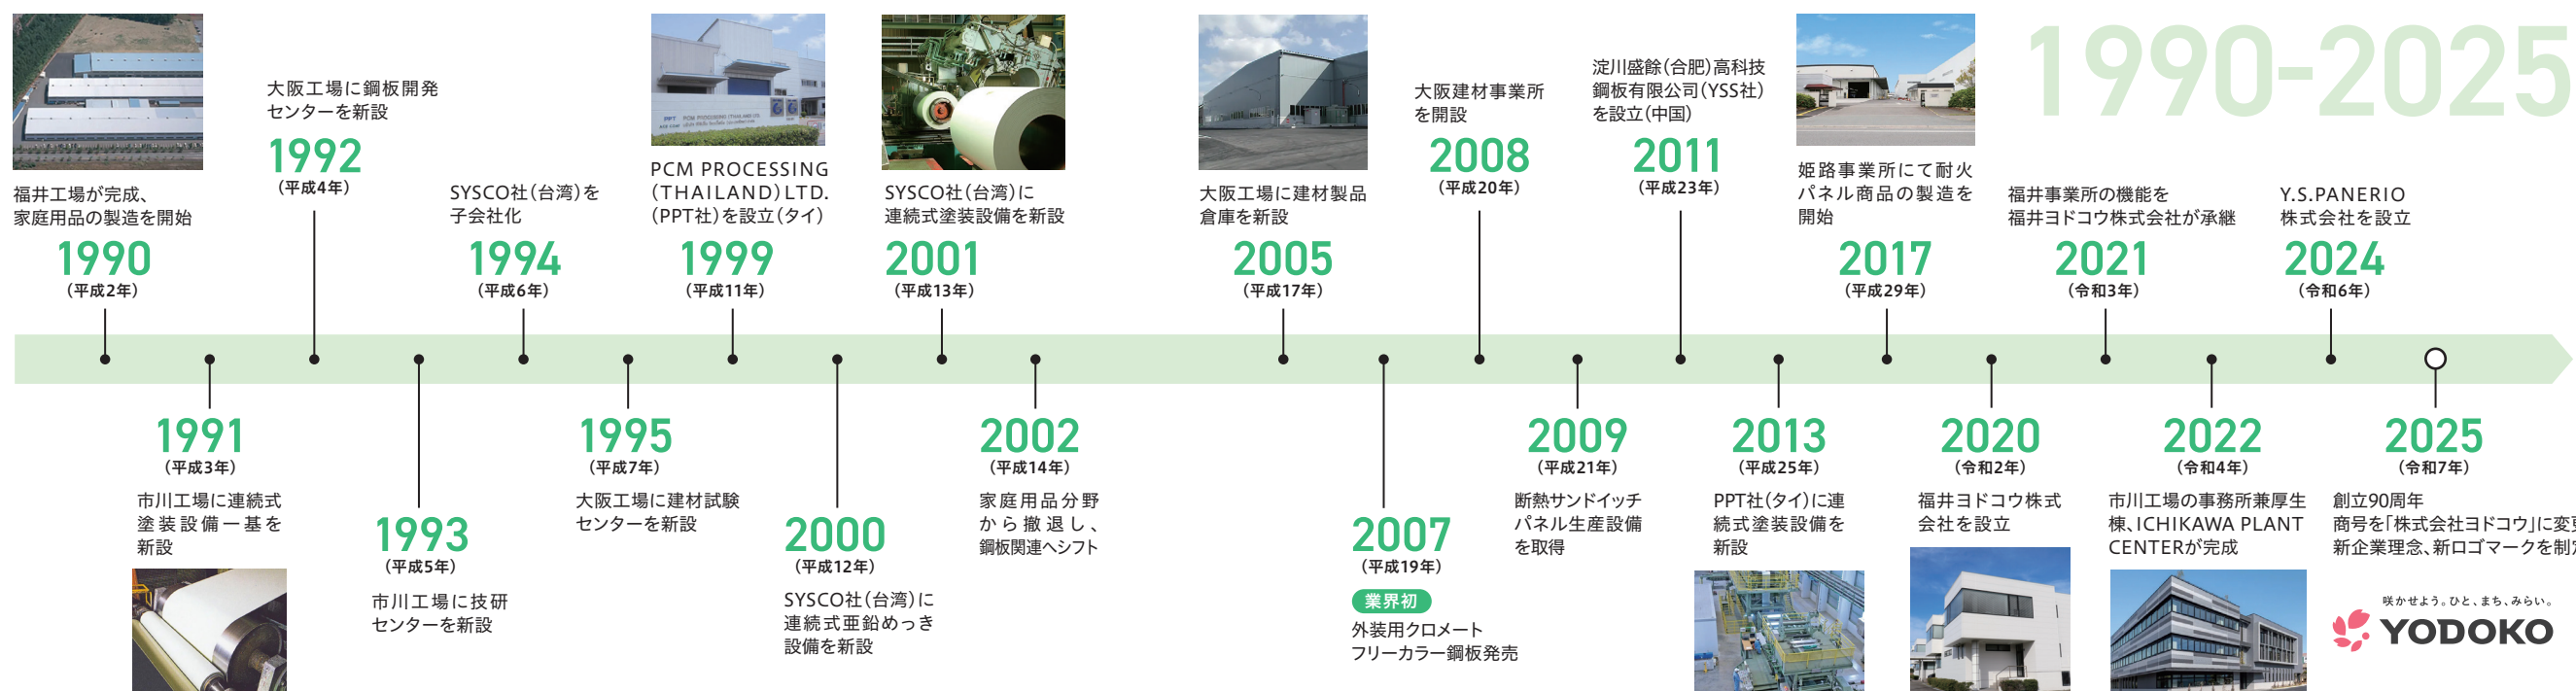 1990-2025
福井工場が完成、
家庭用品の製造を開始
1990
（平成2年）
1991
（平成3年）
市川工場に連続式
塗装設備一基を
新設
大阪工場に鋼板開発
センターを新設
1992
（平成4年）
1993
（平成5年）
市川工場に技研
センターを新設
SYSCO社（台湾）を
子会社化
1994
（平成6年）
1995
（平成7年）
大阪工場に建材試験
センターを新設
PCM PROCESSING
（THAILAND）LTD.
（PPT社）を設立（タイ）
1999
（平成11年）
2000
（平成12年）
SYSCO社（台湾）に
連続式亜鉛めっき
設備を新設
SYSCO社（台湾）に
連続式塗装設備を新設
2001
（平成13年）
2002
（平成14年）
家庭用品分野
から撤退し、
鋼板関連へシフト
大阪工場に建材製品
倉庫を新設
2005
（平成17年）
2007
（平成19年）
業界初
外装用クロメート
フリーカラー鋼板発売
大阪建材事業所
を開設
2008
（平成20年）
2009
（平成21年）
断熱サンドイッチ
パネル生産設備
を取得
淀川盛餘（合肥）高科技
鋼板有限公司（YSS社）
を設立（中国）
2011
（平成23年）
2013
（平成25年）
PPT社（タイ）に連
続式塗装設備を
新設
姫路事業所にて耐火
パネル商品の製造を
開始
2017
（平成29年）
2020
（令和2年）
福井ヨドコウ株式
会社を設立
福井事業所の機能を
福井ヨドコウ株式会社が承継
2021
（令和3年）
2022
（令和4年）
市川工場の事務所兼厚生
棟、ICHIKAWA PLANT
CENTERが完成
Y.S.PANERIO
株式会社を設立
2024
（令和6年）
2025
（令和7年）
創立90周年
商号を「株式会社ヨドコウ」に変
新企業理念、新ロゴマークを制
咲かせよう。ひと、まち、みらい。
YODOKO